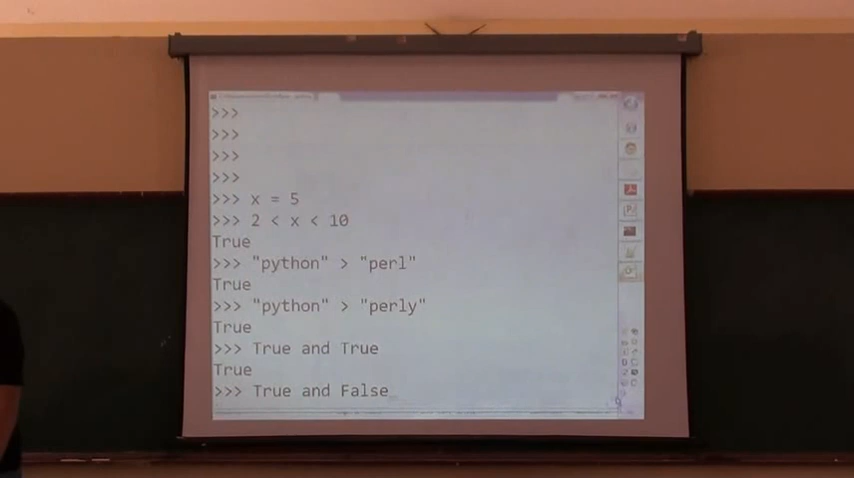 >>>
>>>
>>>
>>>
>>> x = 5
>>> 2 < x < 10
True
>>> "python" > "perl"
True
>>> "python" > "perly"
True
>>> True and True
True
>>> True and False